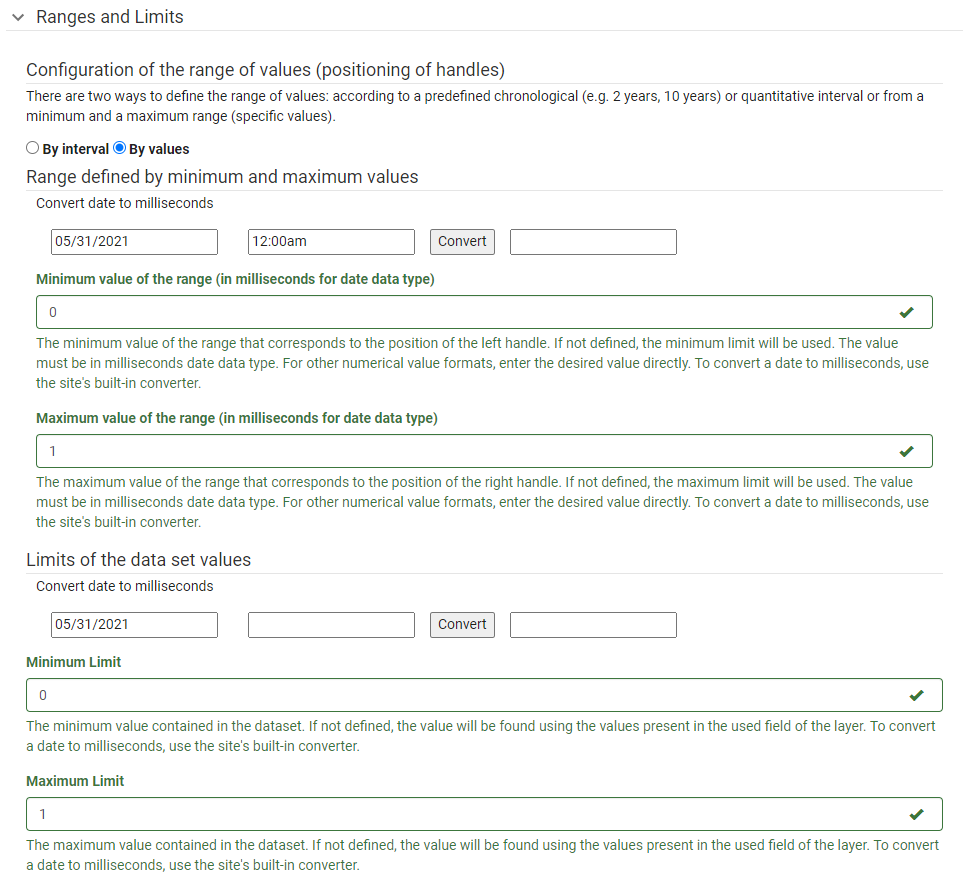 Ranges and Limits
Configuration of the range of values (positioning of handles)
There are two ways to define the range of values: according to a predefined chronological (e.g. 2 years, 10 years) or quantitative interval or from a
minimum and a maximum range (specific values).
By interval By values
Range defined by minimum and maximum values
Convert date to milliseconds
05/31/2021 12:00am Convert
Minimum value of the range (in milliseconds for date data type)
0
The minimum value of the range that corresponds to the position of the left handle. If not defined, the minimum limit will be used. The value
must be in milliseconds date data type. For other numerical value formats, enter the desired value directly. To convert a date to milliseconds, use
the site's built-in converter.
Maximum value of the range (in milliseconds for date data type)
1
The maximum value of the range that corresponds to the position of the right handle. If not defined, the maximum limit will be used. The value
must be in milliseconds date data type. For other numerical value formats, enter the desired value directly. To convert a date to milliseconds, use
the site's built-in converter.
Limits of the data set values
Convert date to milliseconds
05/31/2021 Convert
Minimum Limit
0
The minimum value contained in the dataset. If not defined, the value will be found using the values present in the used field of the layer. To convert
a date to milliseconds, use the site's built-in converter.
Maximum Limit
1
The maximum value contained in the dataset. If not defined, the value will be found using the values present in the used field of the layer. To convert
a date to milliseconds, use the site's built-in converter.